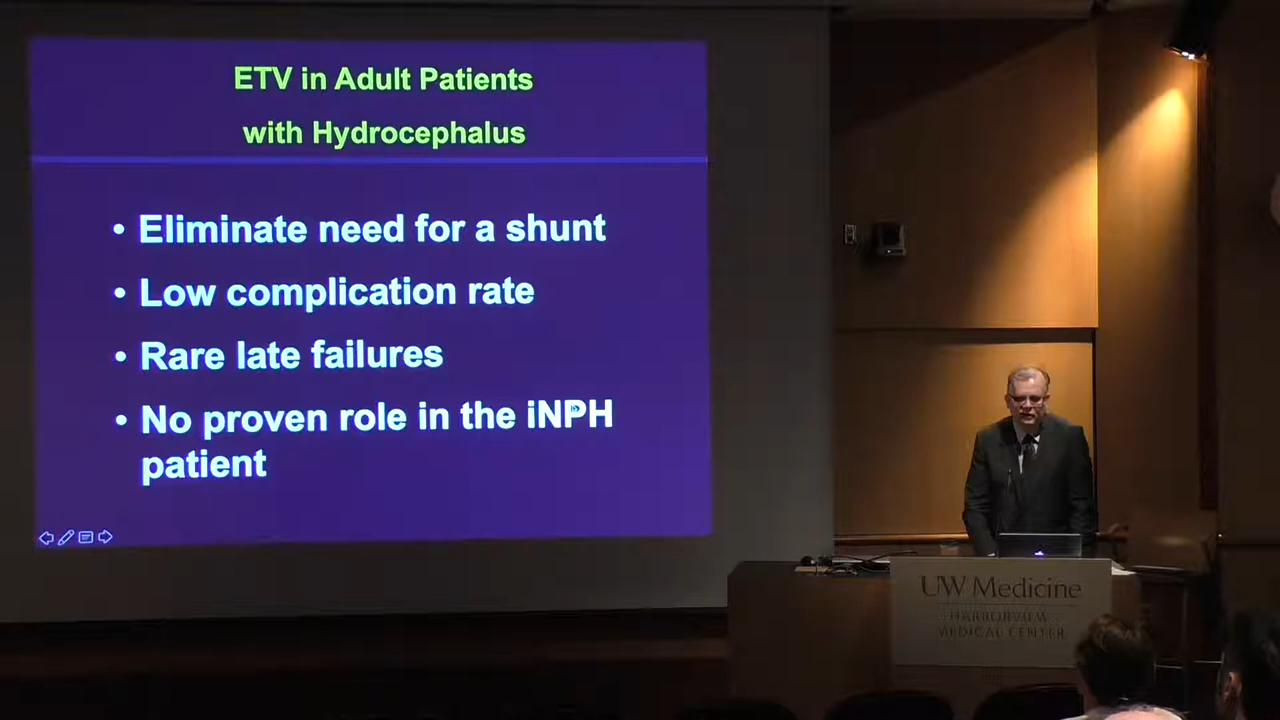 ETV in Adult Patients
with Hydrocephalus
• Eliminate need for a shunt
• Low complication rate
• Rare late failures
• No proven role in the iNPH
patient
UW Medicine
HARBORVIEW
MEDICAL CENTER